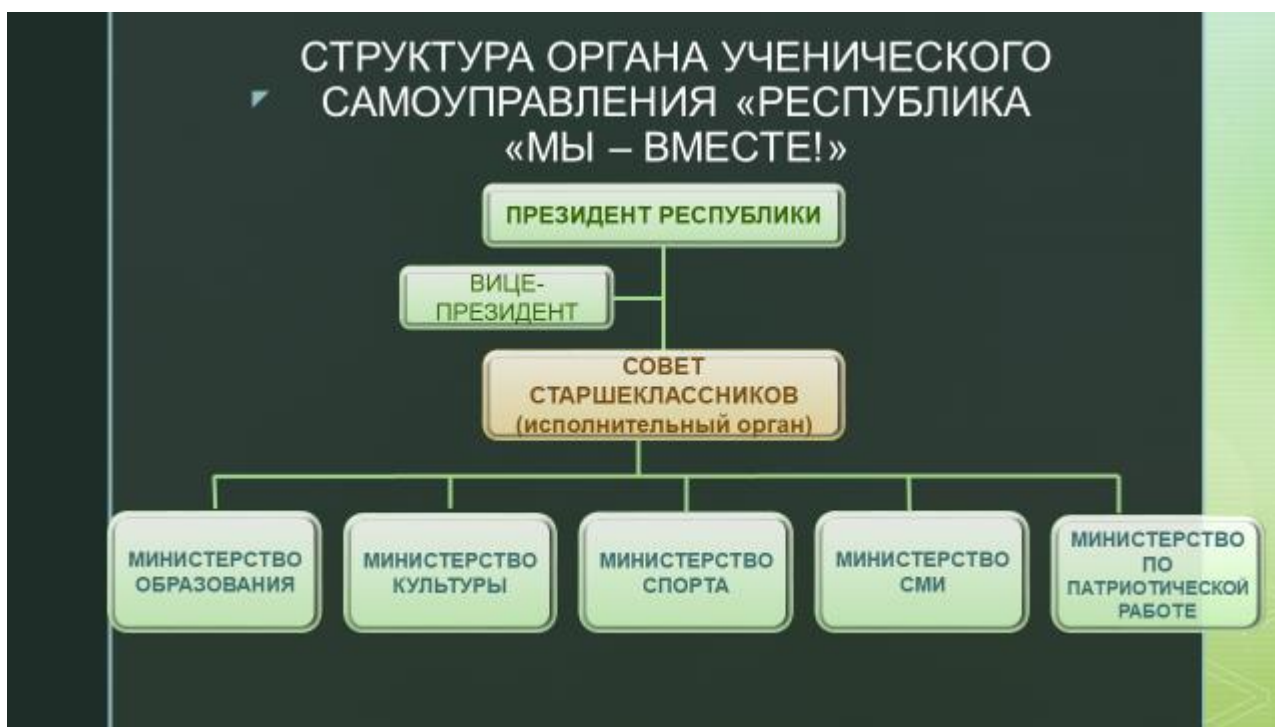 СТРУКТУРА ОРГАНА УЧЕНИЧЕСКОГО
САМОУПРАВЛЕНИЯ «РЕСПУБЛИКА
«МЫ – ВМЕСТЕ!»
ПРЕЗИДЕНТ РЕСПУБЛИКИ
ВИЦЕ-
ПРЕЗИДЕНТ
СОВЕТ
СТАРШЕКЛАССНИКОВ
(исполнительный орган)
МИНИСТЕРСТВО
ОБРАЗОВАНИЯ
МИНИСТЕРСТВО
КУЛЬТУРЫ
МИНИСТЕРСТВО
СПОРТА
МИНИСТЕРСТВО
СМИ
МИНИСТЕРСТВО
ПО
ПАТРИОТИЧЕСКОЙ
РАБОТЕ